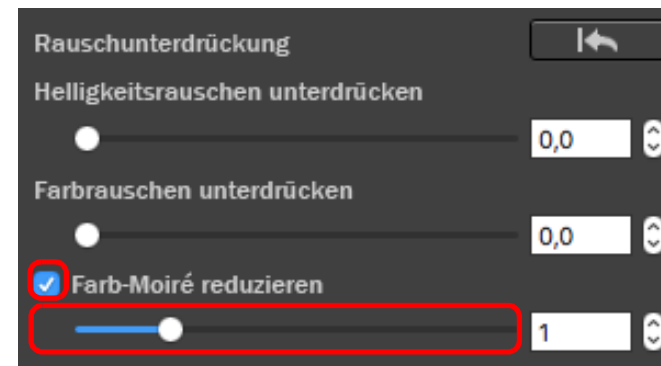 Rauschunterdrückung
Helligkeitsrauschen unterdrücken
0,0
Farbrauschen unterdrücken
0,0
Farb-Moiré reduzieren
1